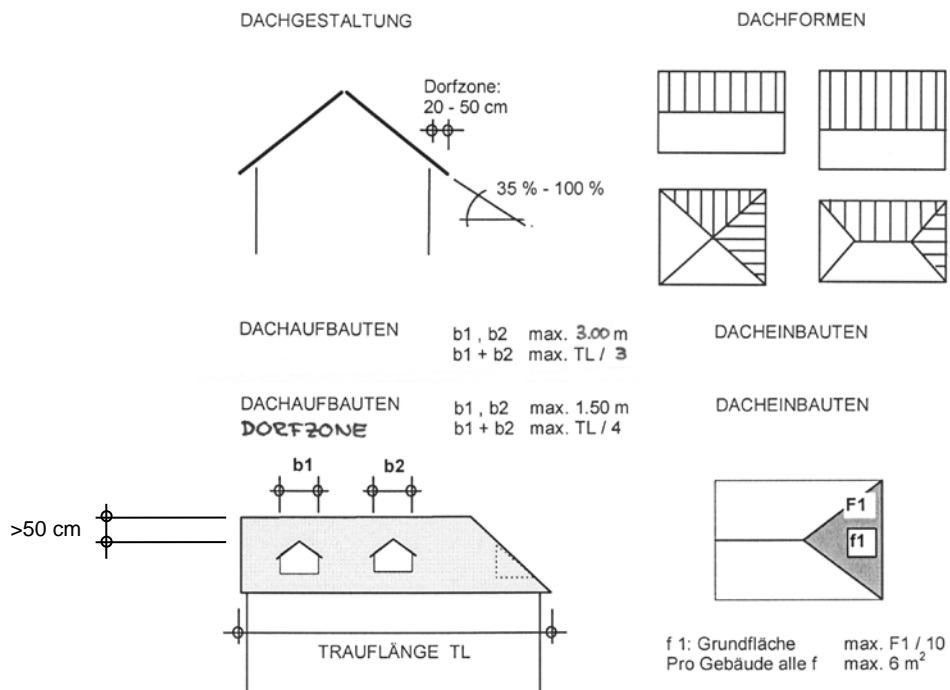 DACHGESTALTUNG
DACHFORMEN
Dorfzone:
20 - 50 cm
35 % - 100 %
DACHAUFBAUTEN
b1 , b2 max. 3.00 m
b1 + b2 max. TL / 3
DACHEINBAUTEN
DACHAUFBAUTEN
DORFZONE
b1 , b2 max. 1.50 m
b1 + b2 max. TL / 4
DACHEINBAUTEN
b1
b2
>50 cm
F1
f1
TRAUFLÄNGE TL
f 1: Grundfläche max. F1 / 10
Pro Gebäude alle f max. 6 m²